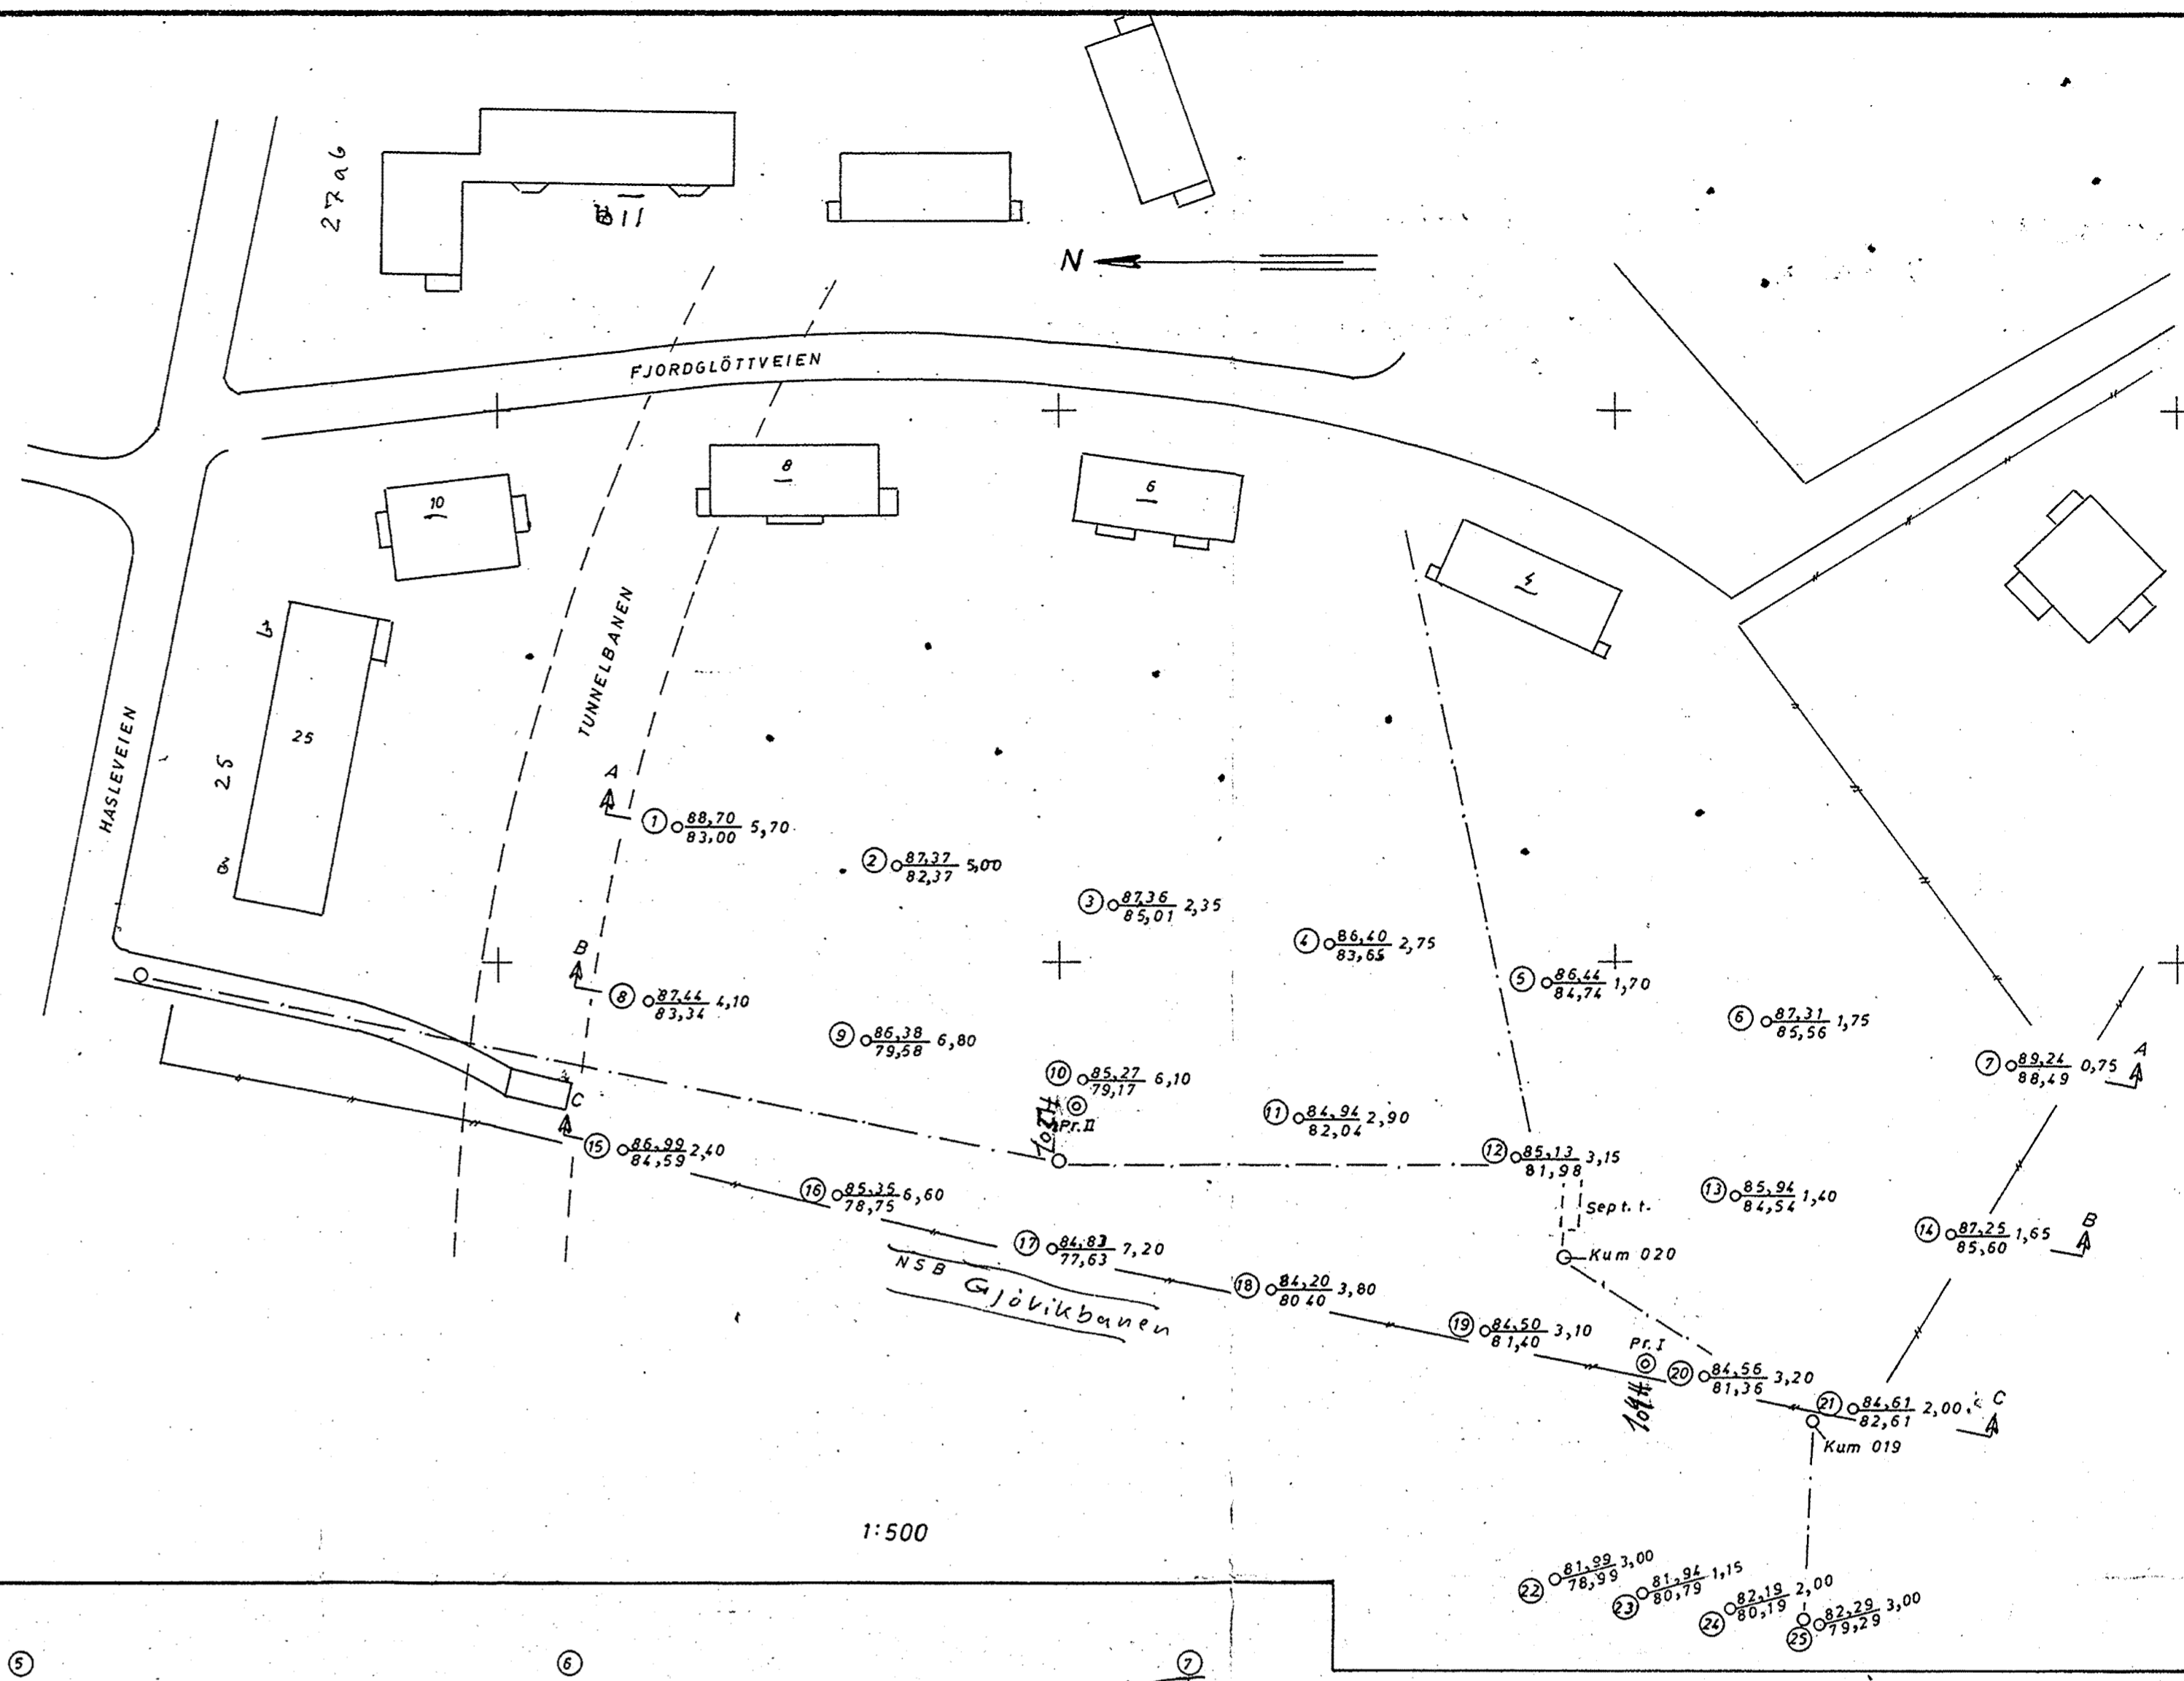 27 a b
11
N
FJORDGLÖTTVEIEN
10
8
6
4
TUNNELBANEN
HASLEVEIEN
25
25
A
1 88,70 5,70
83,00
2 87,37 5,00
82,37
3 87,36 2,35
85,01
4 86,40 2,75
83,65
5 86,44 1,70
84,74
6 87,31 1,75
85,56
7 89,24 0,75
88,49
A
B
8 87,44 4,10
83,34
9 86,38 6,80
79,58
10 85,27 6,10
79,17
Pr. II
11 84,94 2,90
82,04
12 85,13 3,15
81,98
Sept. t.
13 85,94 1,40
84,54
14 87,25 1,65
85,60
B
Kum 020
C
15 86,99 2,40
84,59
16 85,35 6,60
78,75
17 84,83 7,20
77,63
NSB Gjövikbanen
18 84,20 3,80
80 40
19 84,50 3,10
81,40
Pr. I
20 84,56 3,20
81,36
21 84,61 2,00
82,61
C
Kum 019
1:500
22 81,99 3,00
78,99
23 81,94 1,15
80,79
24 82,19 2,00
80,19
25 82,29 3,00
79,29
5
6
7